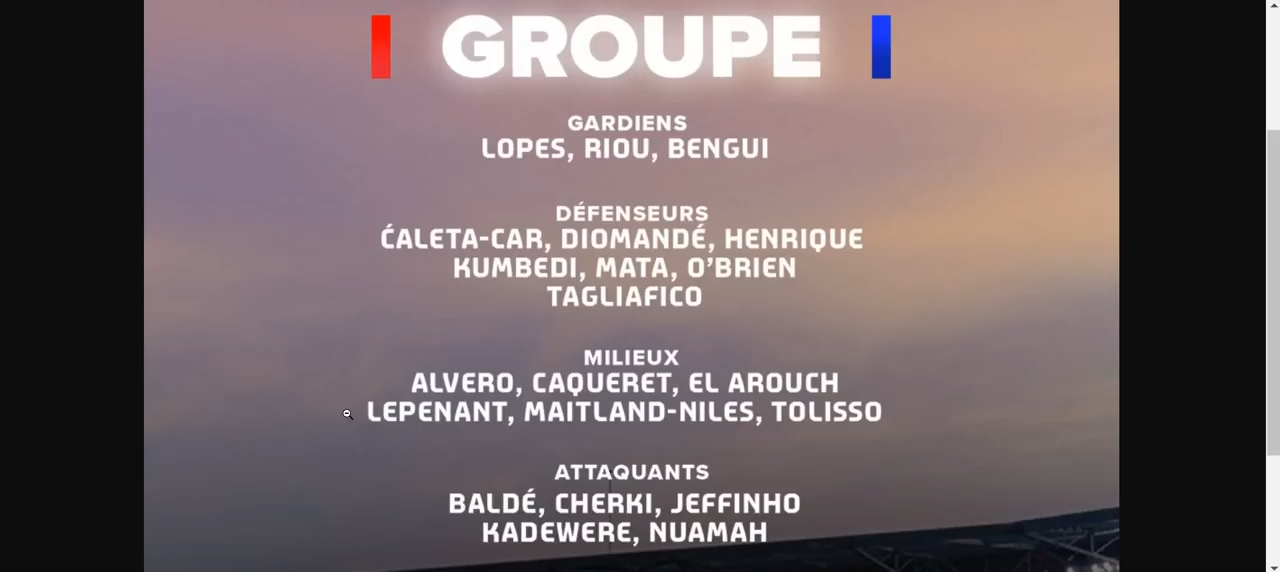 GROUPE
GARDIENS
LOPES, RIOU, BENGUI
DÉFENSEURS
ĆALETA-CAR, DIOMANDÉ, HENRIQUE
KUMBEDI, MATA, O'BRIEN
TAGLIAFICO
MILIEUX
ALVERO, CAQUERET, EL AROUCH
LEPENANT, MAITLAND-NILES, TOLISSO
ATTAQUANTS
BALDÉ, CHERKI, JEFFINHO
KADEWERE, NUAMAH